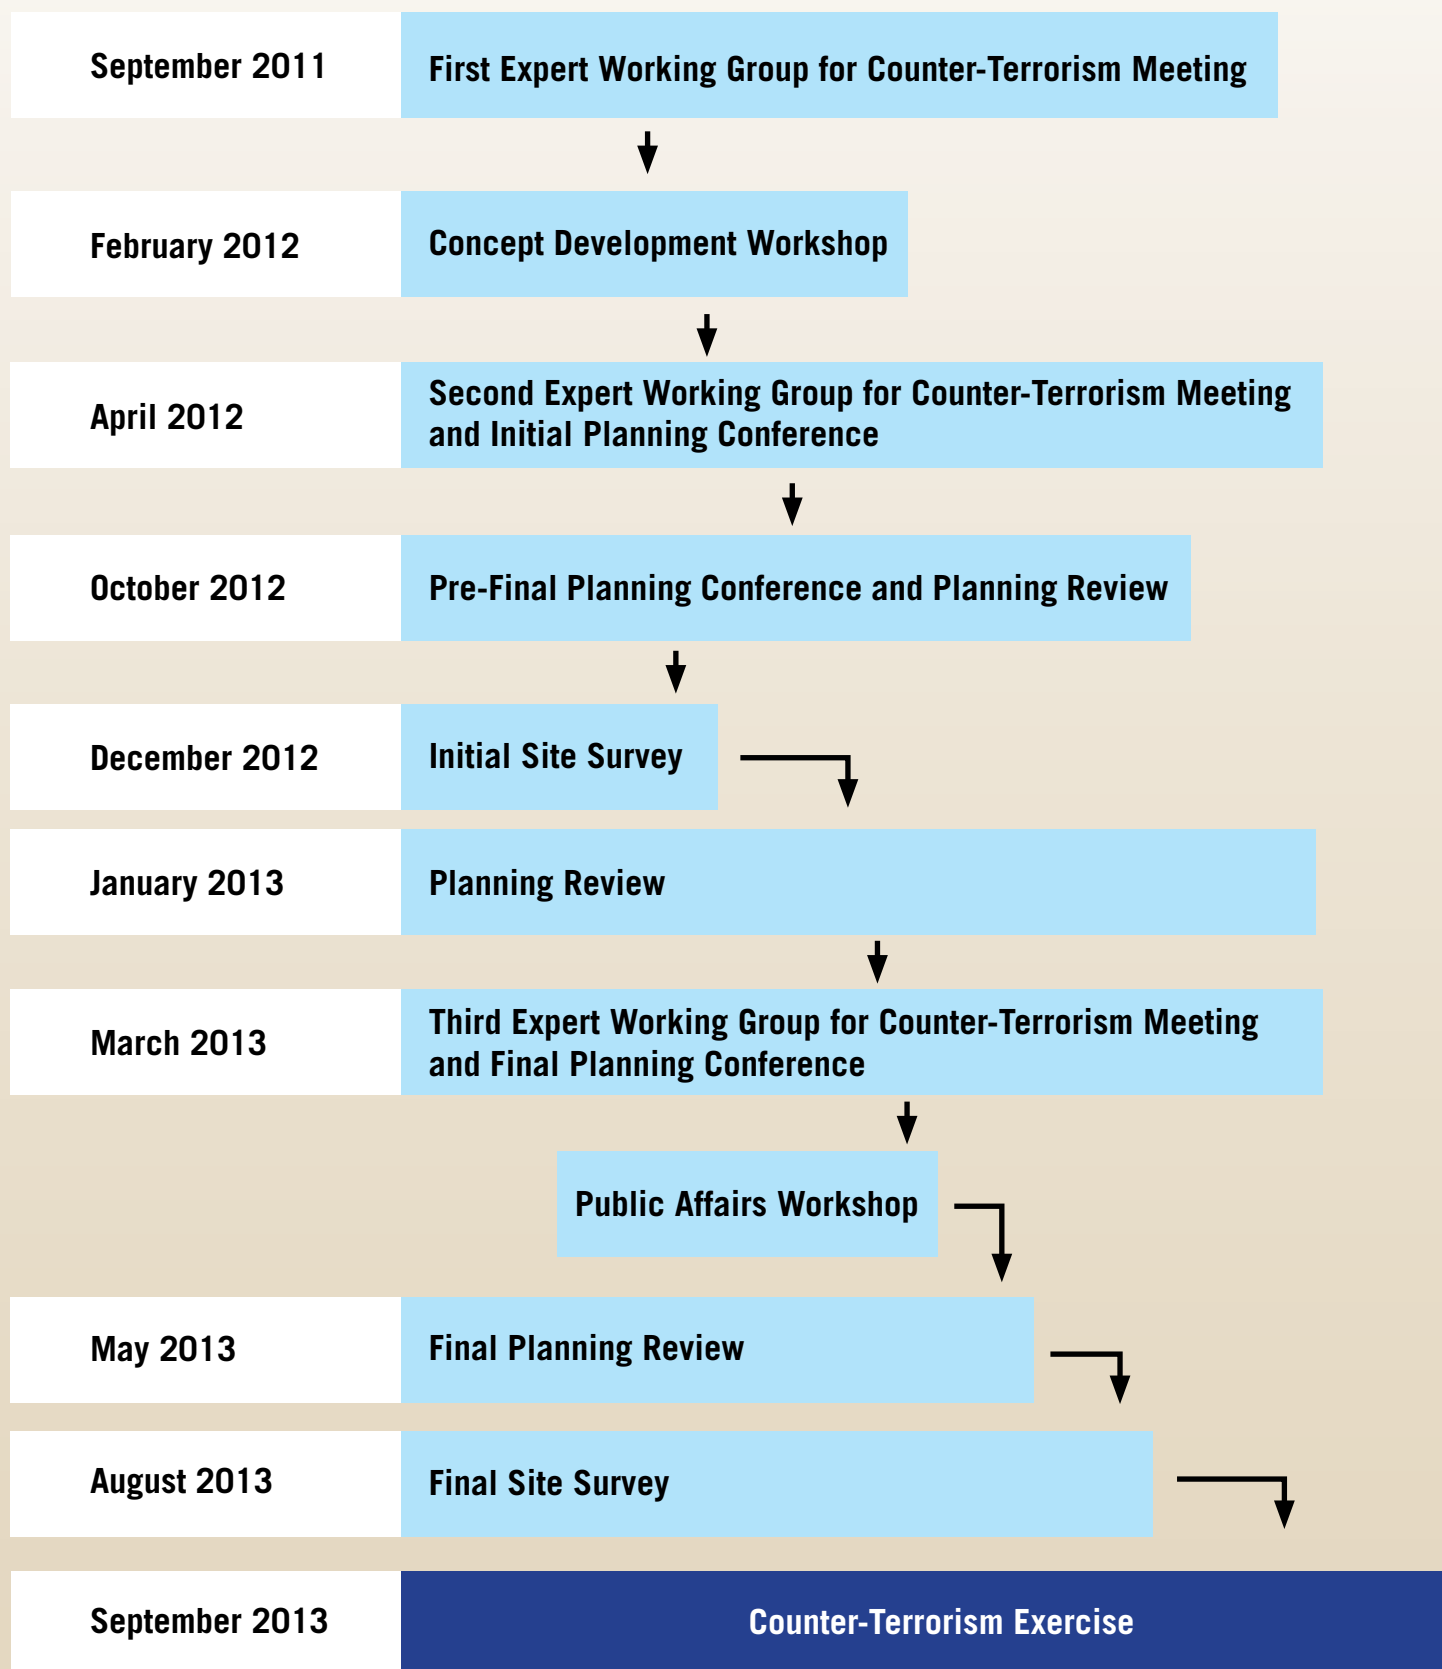 September 2011
First Expert Working Group for Counter-Terrorism Meeting
February 2012
Concept Development Workshop
April 2012
Second Expert Working Group for Counter-Terrorism Meeting
and Initial Planning Conference
October 2012
Pre-Final Planning Conference and Planning Review
December 2012
Initial Site Survey
January 2013
Planning Review
March 2013
Third Expert Working Group for Counter-Terrorism Meeting
and Final Planning Conference
Public Affairs Workshop
May 2013
Final Planning Review
August 2013
Final Site Survey
September 2013
Counter-Terrorism Exercise